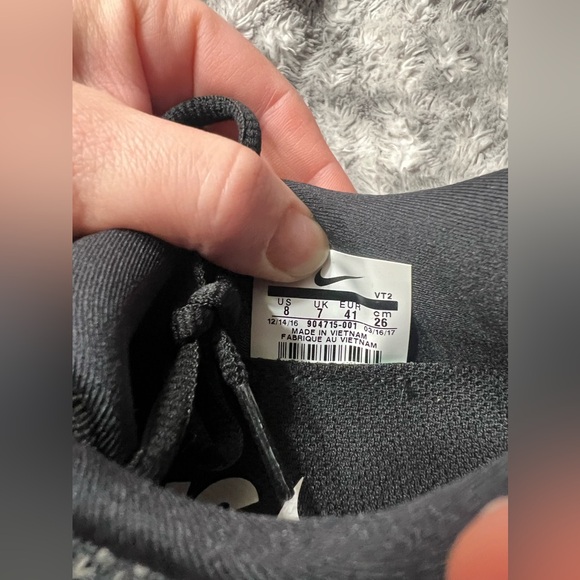 VT2
US UK EUR cm
8 7 41 26
12/14/16 904715-001 03/16/17
MADE IN VIETNAM
FABRIQUE AU VIETNAM